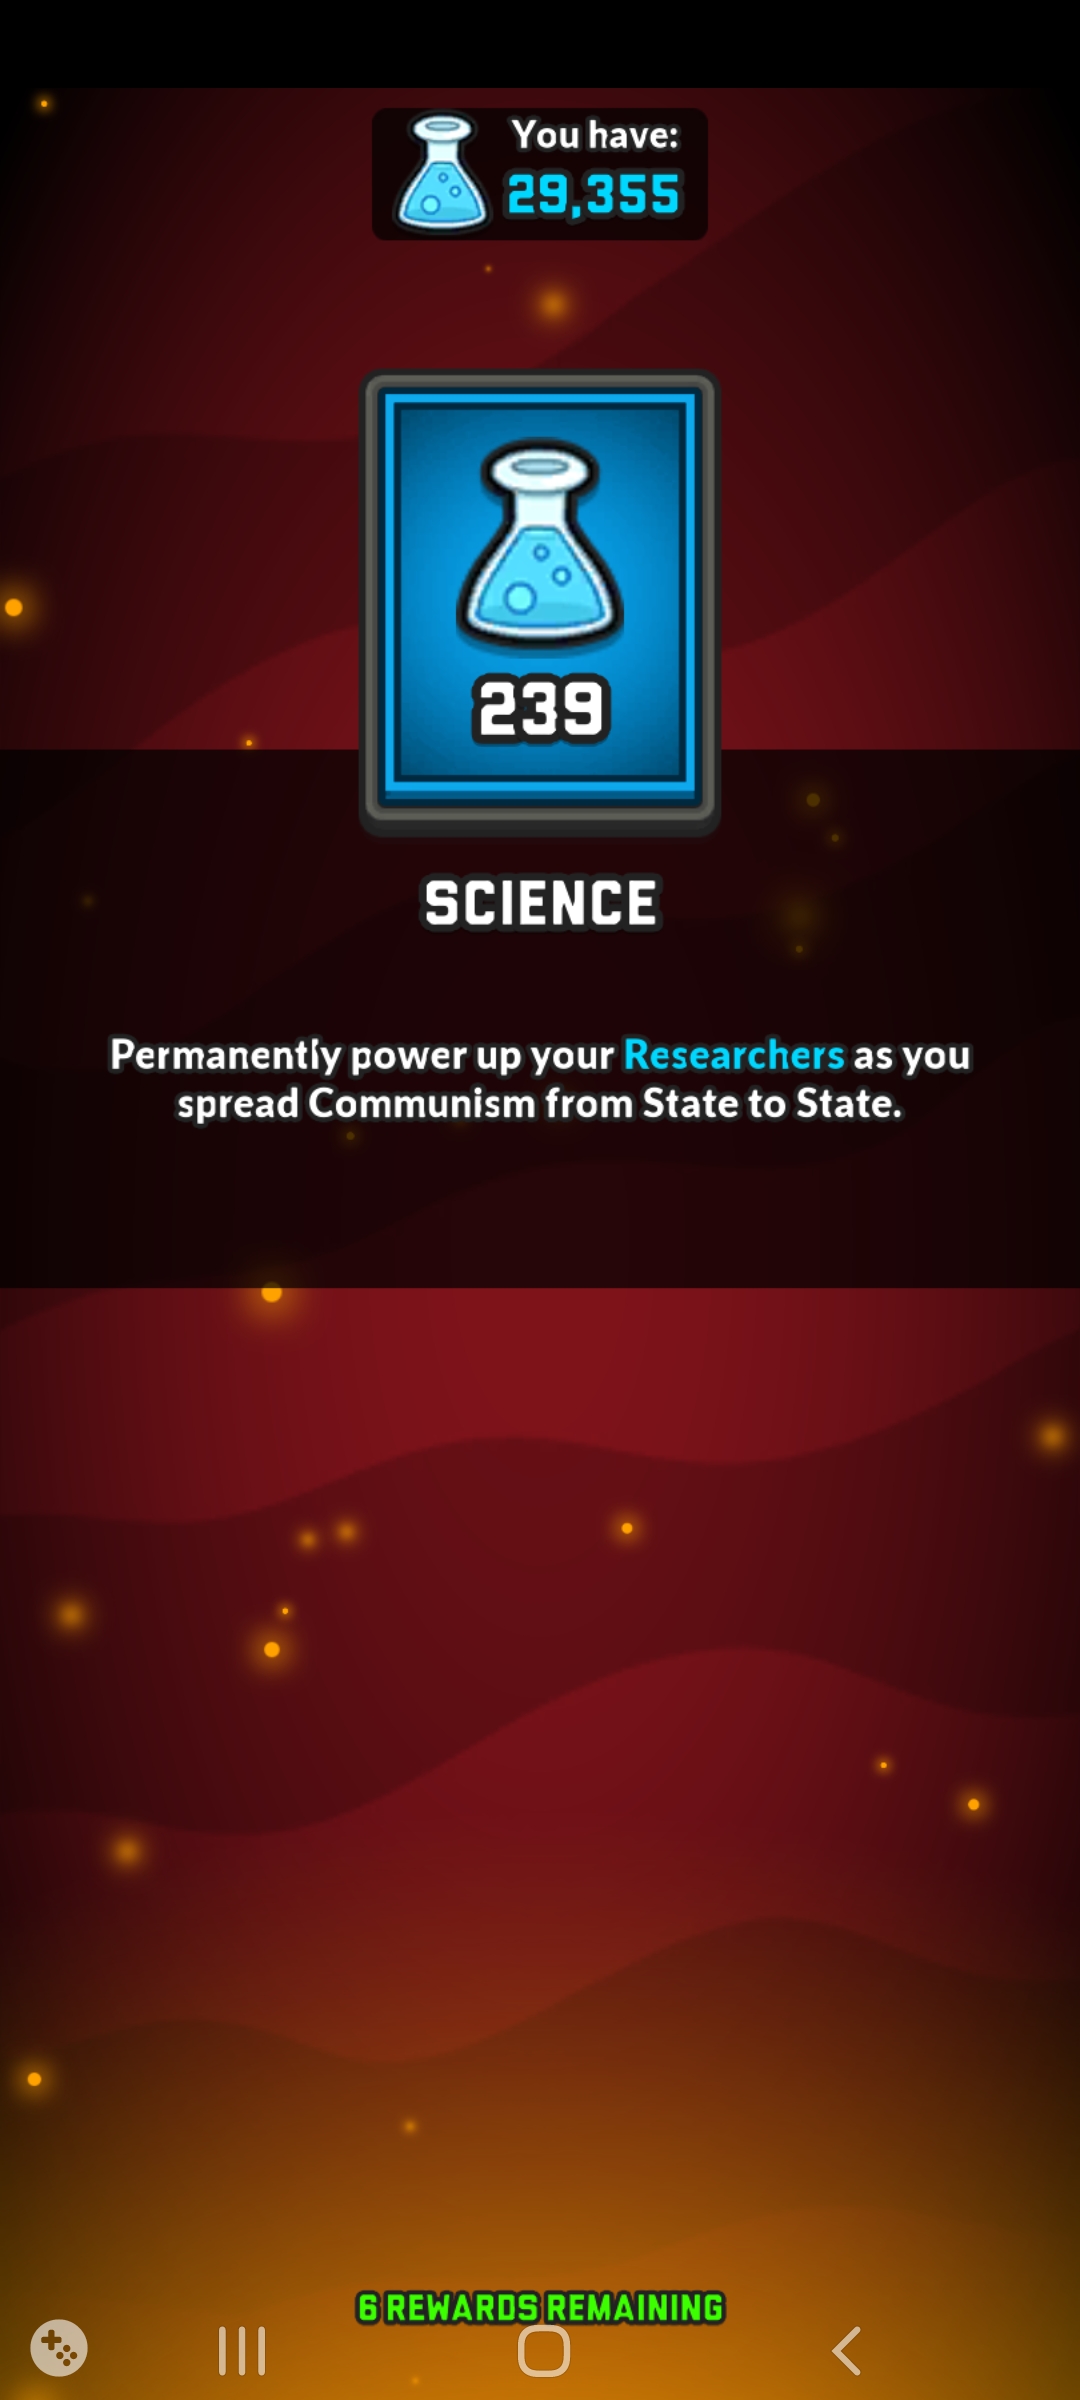 You have:
29,355
239
SCIENCE
Permanently power up your Researchers as you
spread Communism from State to State.
6 REWARDS REMAINING